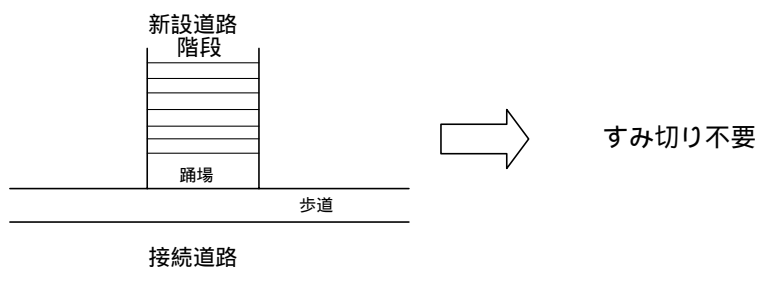 新設道路
階段
踊場
歩道
接続道路
すみ切り不要